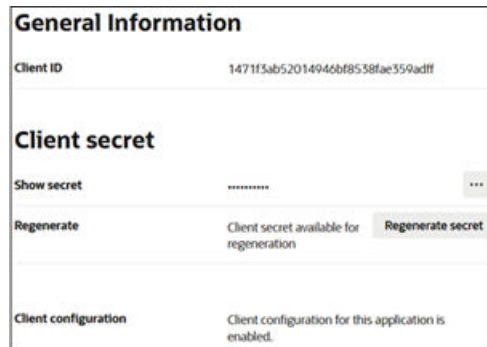 General Information
Client ID 1471f3ab52014946bf8538fae359adff
Client secret
Show secret •••••••••• •••
Regenerate Client secret available for Regenerate secret
regeneration
Client configuration Client configuration for this application is
enabled.